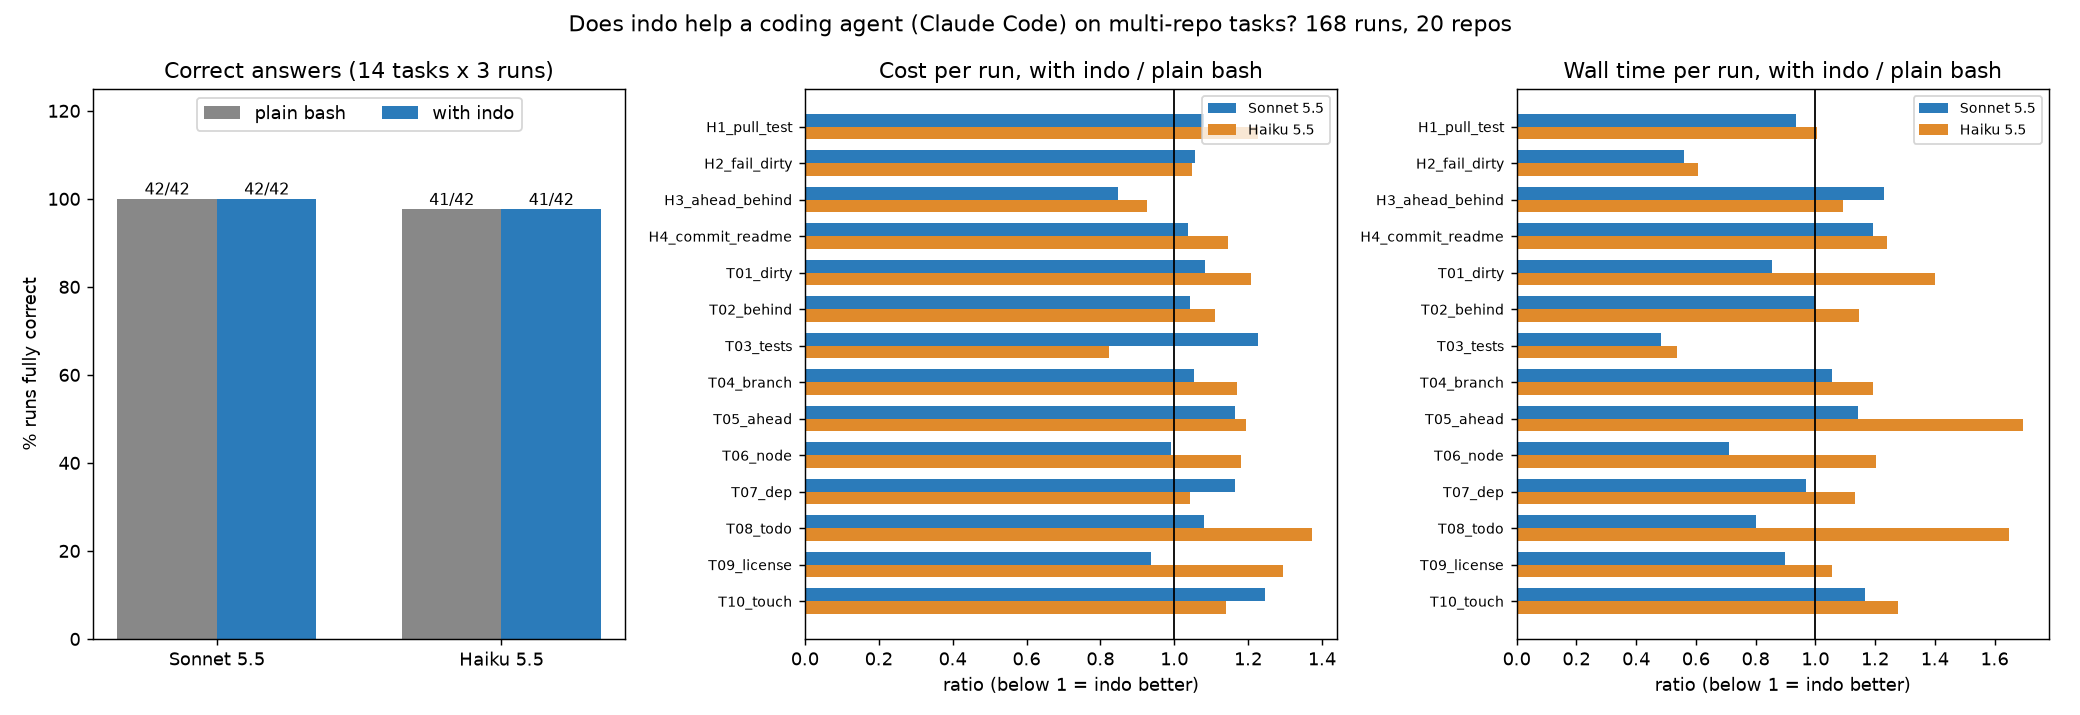 Does indo help a coding agent (Claude Code) on multi-repo tasks? 168 runs, 20 repos
Correct answers (14 tasks x 3 runs)
% runs fully correct
120
100
80
60
40
20
0
plain bash
with indo
42/42
42/42
41/42
41/42
Sonnet 5.5
Haiku 5.5
Cost per run, with indo / plain bash
Sonnet 5.5
Haiku 5.5
H1_pull_test
H2_fail_dirty
H3_ahead_behind
H4_commit_readme
T01_dirty
T02_behind
T03_tests
T04_branch
T05_ahead
T06_node
T07_dep
T08_todo
T09_license
T10_touch
0.0 0.2 0.4 0.6 0.8 1.0 1.2 1.4
ratio (below 1 = indo better)
Wall time per run, with indo / plain bash
Sonnet 5.5
Haiku 5.5
H1_pull_test
H2_fail_dirty
H3_ahead_behind
H4_commit_readme
T01_dirty
T02_behind
T03_tests
T04_branch
T05_ahead
T06_node
T07_dep
T08_todo
T09_license
T10_touch
0.0 0.2 0.4 0.6 0.8 1.0 1.2 1.4 1.6
ratio (below 1 = indo better)